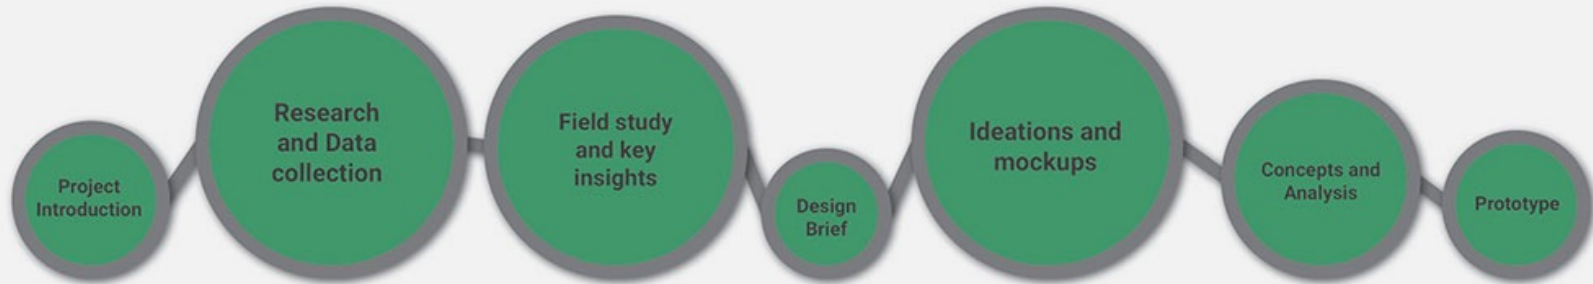 Project
Introduction
Research
and Data
collection
Field study
and key
insights
Design
Brief
Ideations and
mockups
Concepts and
Analysis
Prototype